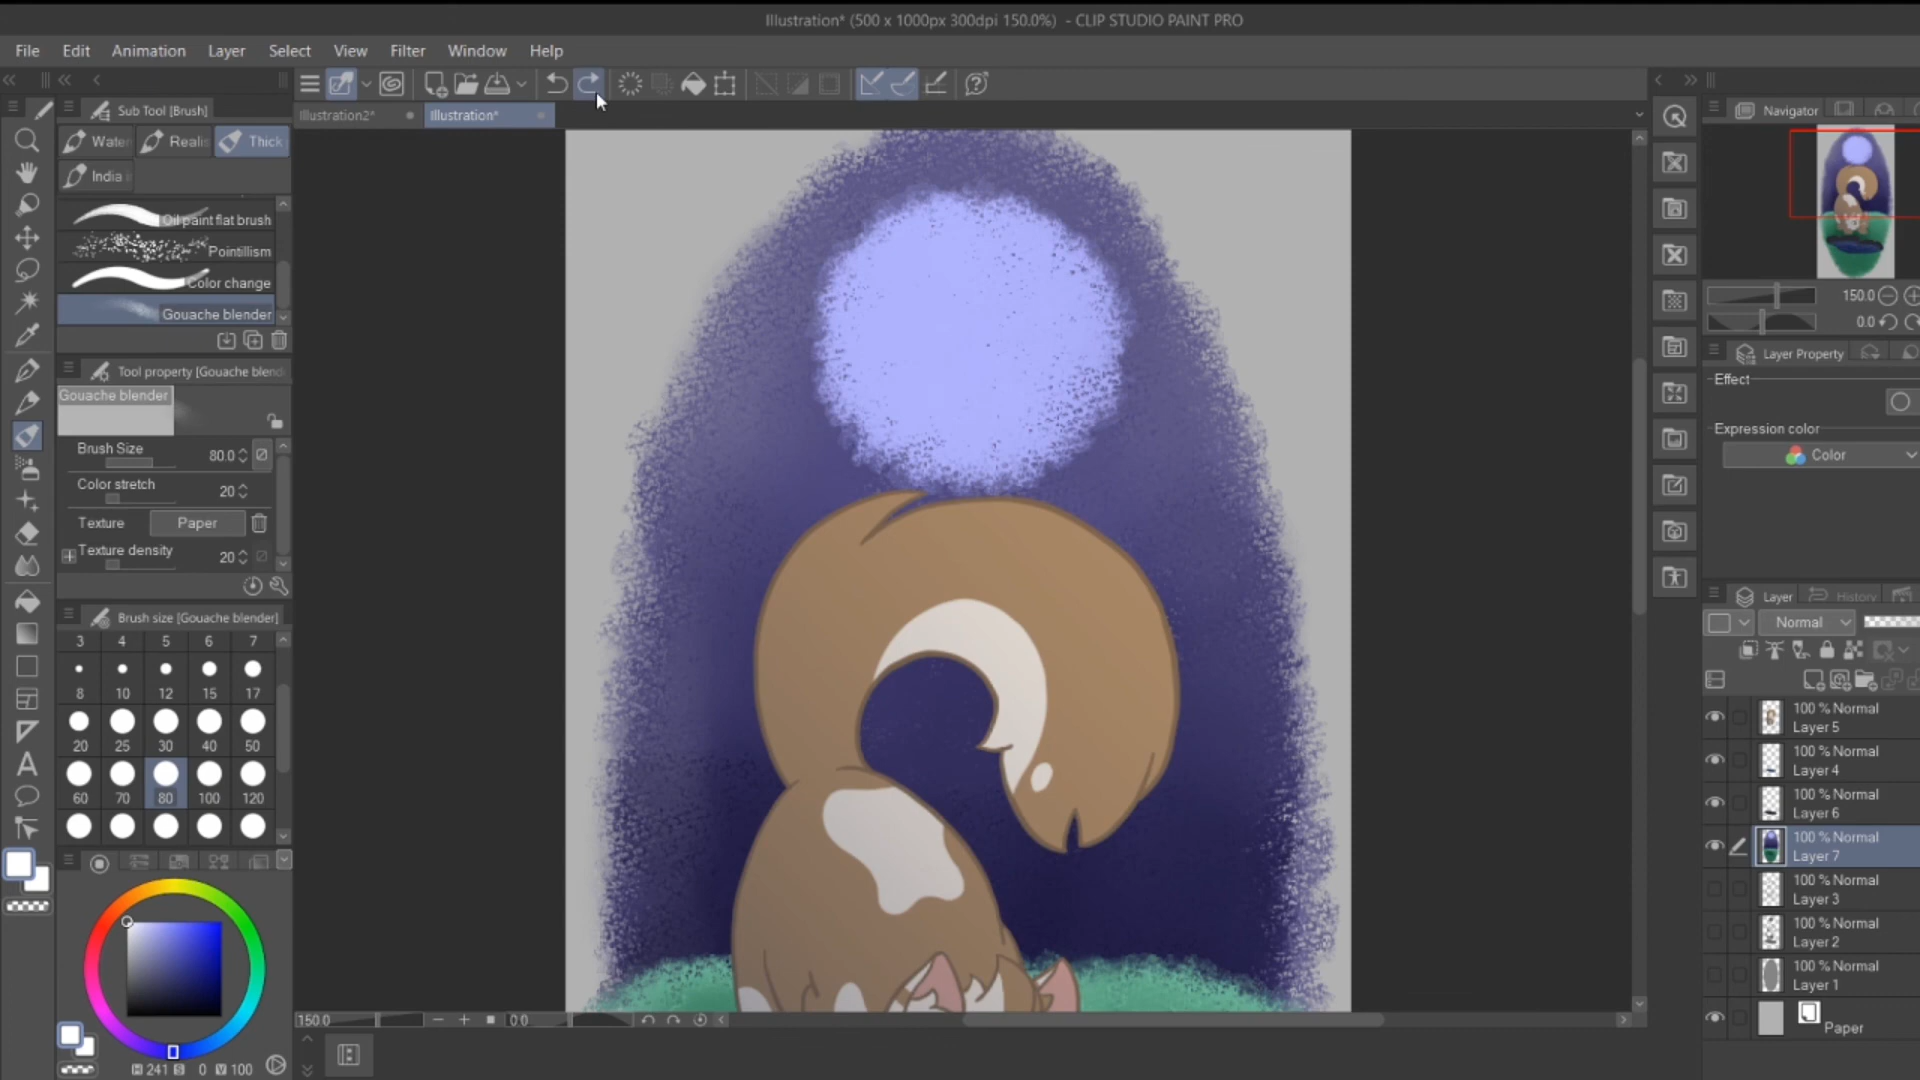 Illustration* (500 x 1000px 300dpi 150.0%) - CLIP STUDIO PAINT PRO
File Edit Animation Layer Select View Filter Window Help
Sub Tool [Brush]
Illustration2* Illustration*
Navigator
Water Realis Thick
India
Oil paint flat brush
Pointillism
Color change
Gouache blender
150.0
0.0
Tool property [Gouache blend
Layer Property
Effect
Gouache blender
Expression color
Brush Size 80.0
Color
Color stretch 20
Texture Paper
Texture density 20
Layer History
Brush size [Gouache blender]
Normal
3 4 5 6 7
8 10 12 15 17
20 25 30 40 50
60 70 80 100 120
100 % Normal
Layer 5
100 % Normal
Layer 4
100 % Normal
Layer 6
100 % Normal
Layer 7
100 % Normal
Layer 3
100 % Normal
Layer 2
100 % Normal
Layer 1
Paper
150.0 0.0
H 241 S 0 V 100